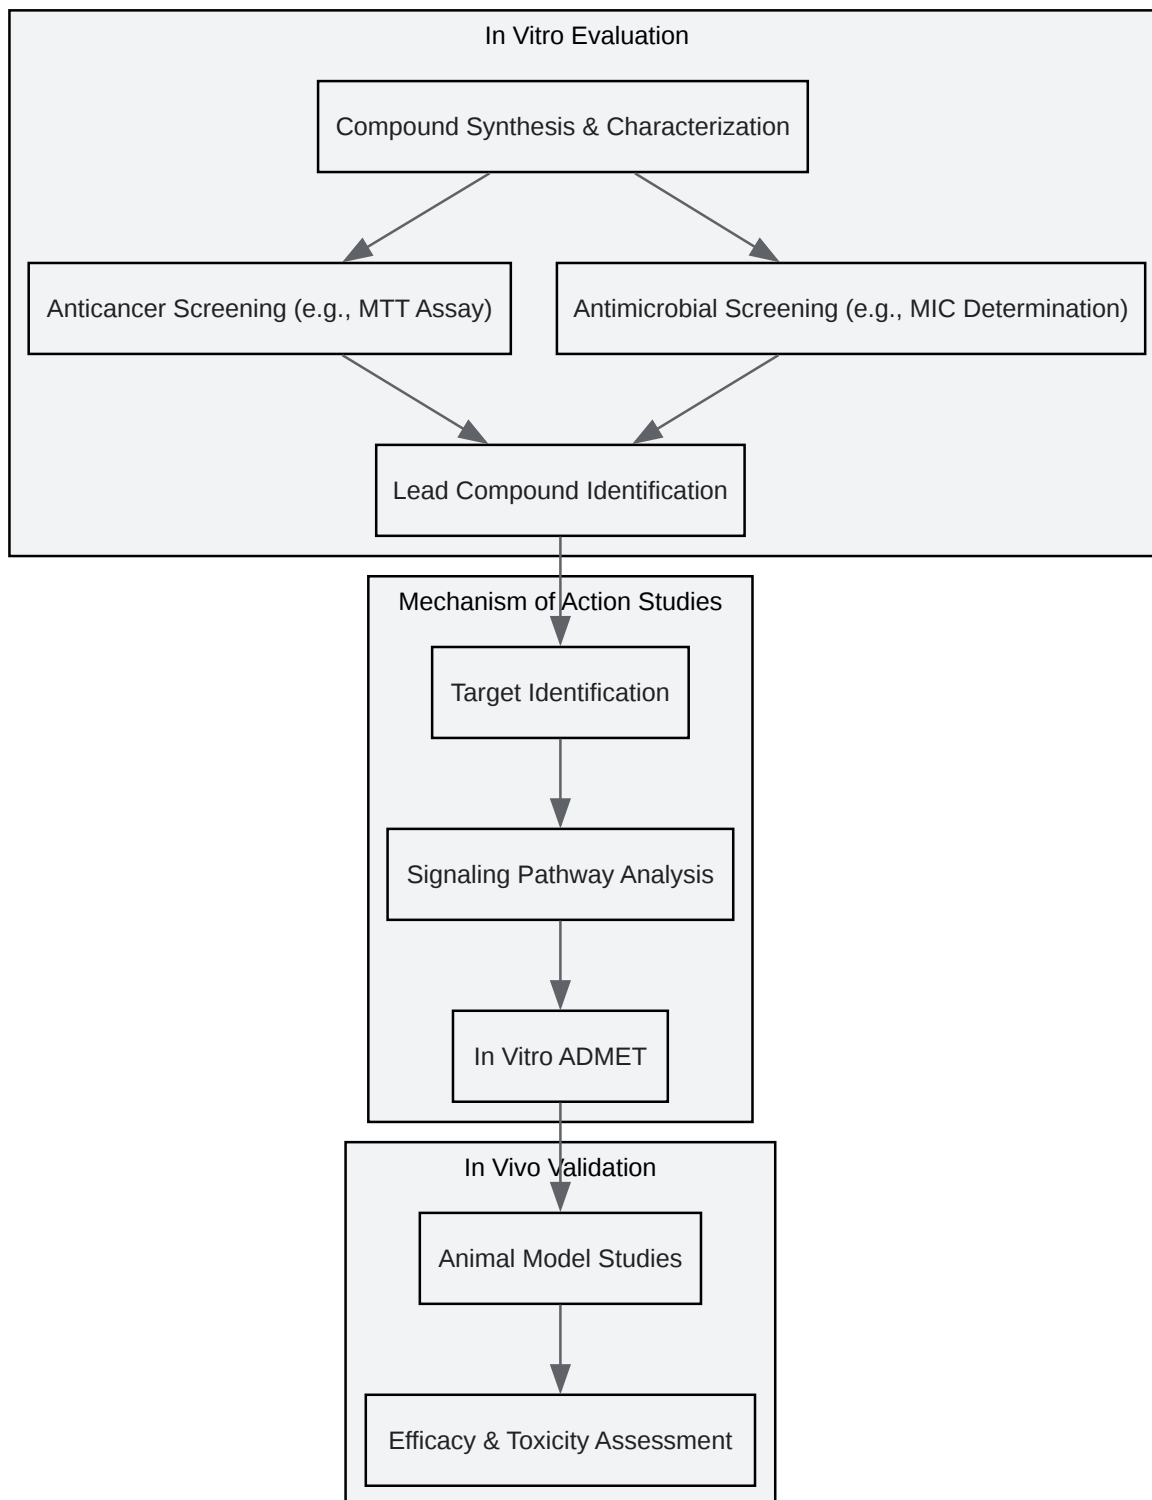 In Vitro Evaluation
Compound Synthesis & Characterization
Anticancer Screening (e.g., MTT Assay)
Antimicrobial Screening (e.g., MIC Determination)
Lead Compound Identification
Mechanism of Action Studies
Target Identification
Signaling Pathway Analysis
In Vitro ADMET
In Vivo Validation
Animal Model Studies
Efficacy & Toxicity Assessment